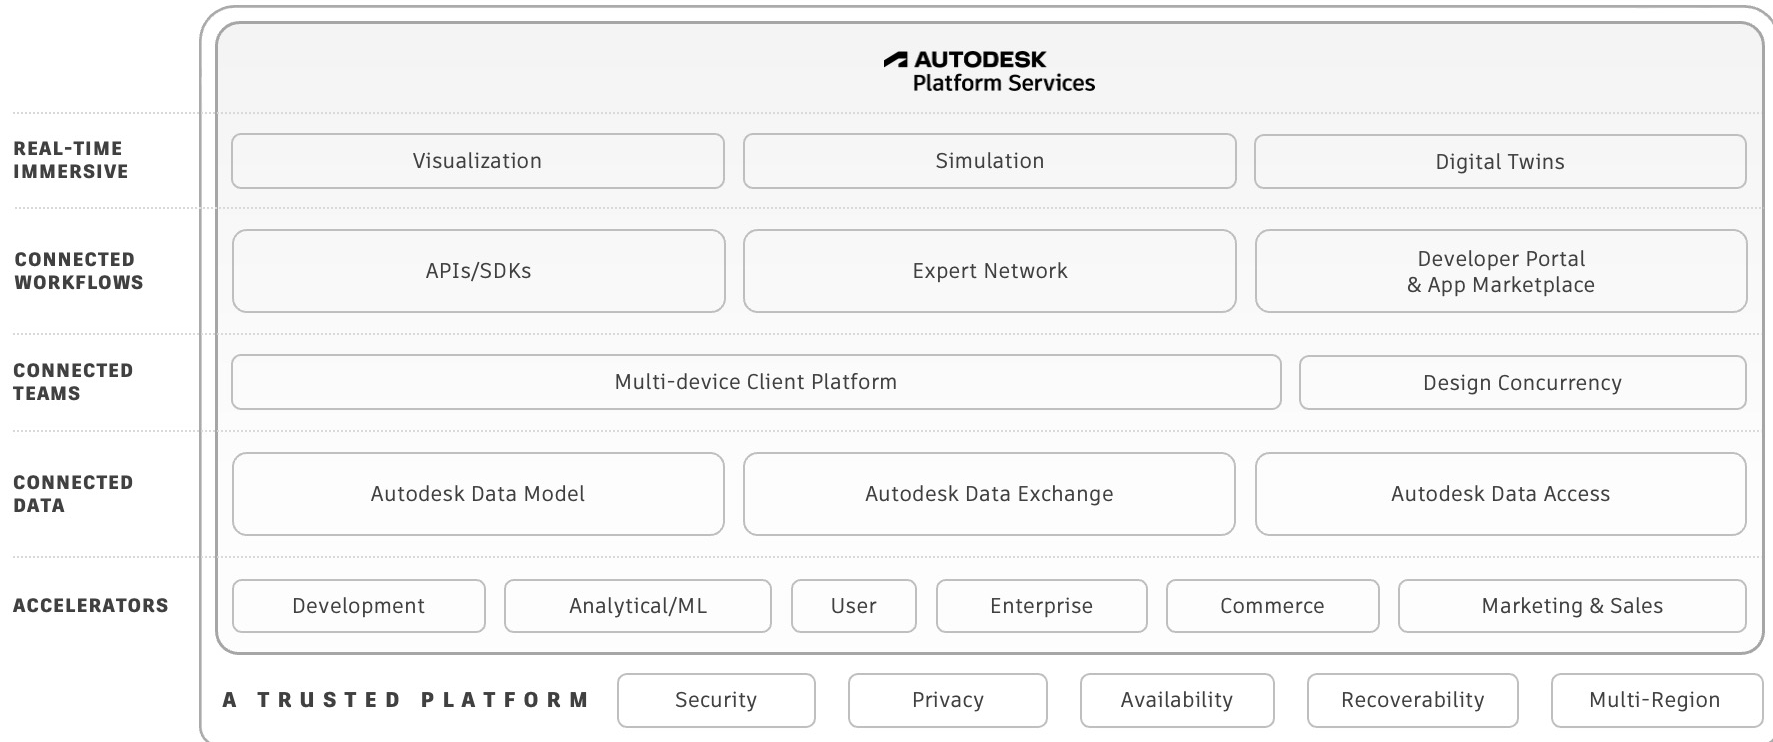 AUTODESK
Platform Services
REAL-TIME
IMMERSIVE
Visualization
Simulation
Digital Twins
CONNECTED
WORKFLOWS
APIs/SDKs
Expert Network
Developer Portal
& App Marketplace
CONNECTED
TEAMS
Multi-device Client Platform
Design Concurrency
CONNECTED
DATA
Autodesk Data Model
Autodesk Data Exchange
Autodesk Data Access
ACCELERATORS
Development
Analytical/ML
User
Enterprise
Commerce
Marketing & Sales
A TRUSTED PLATFORM
Security
Privacy
Availability
Recoverability
Multi-Region